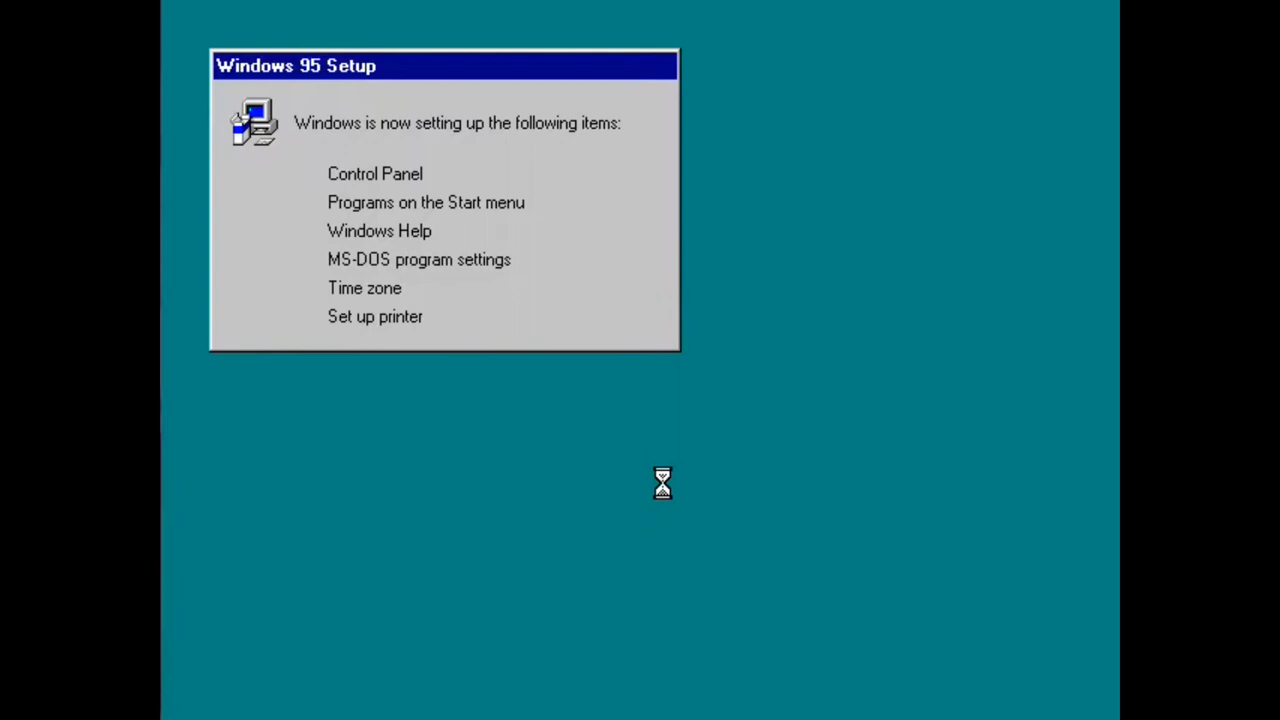 Windows 95 Setup
Windows is now setting up the following items:
Control Panel
Programs on the Start menu
Windows Help
MS-DOS program settings
Time zone
Set up printer